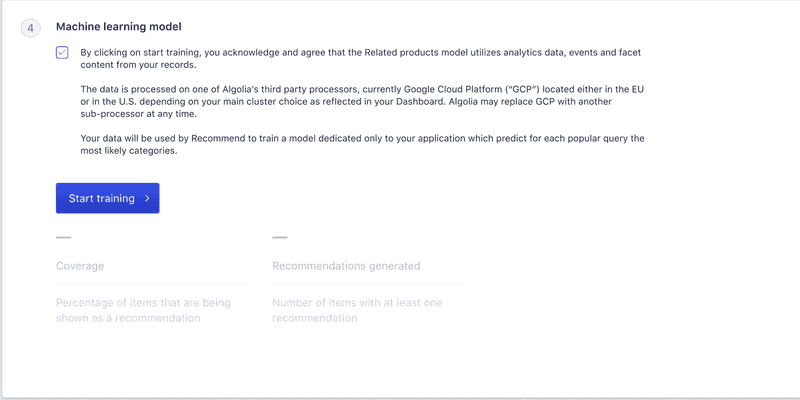 4
Machine learning model
By clicking on start training, you acknowledge and agree that the Related products model utilizes analytics data, events and facet
content from your records.
The data is processed on one of Algolia's third party processors, currently Google Cloud Platform ("GCP") located either in the EU
or in the U.S. depending on your main cluster choice as reflected in your Dashboard. Algolia may replace GCP with another
sub-processor at any time.
Your data will be used by Recommend to train a model dedicated only to your application which predict for each popular query the
most likely categories.
Start training
Coverage
Percentage of items that are being
shown as a recommendation
Recommendations generated
Number of items with at least one
recommendation